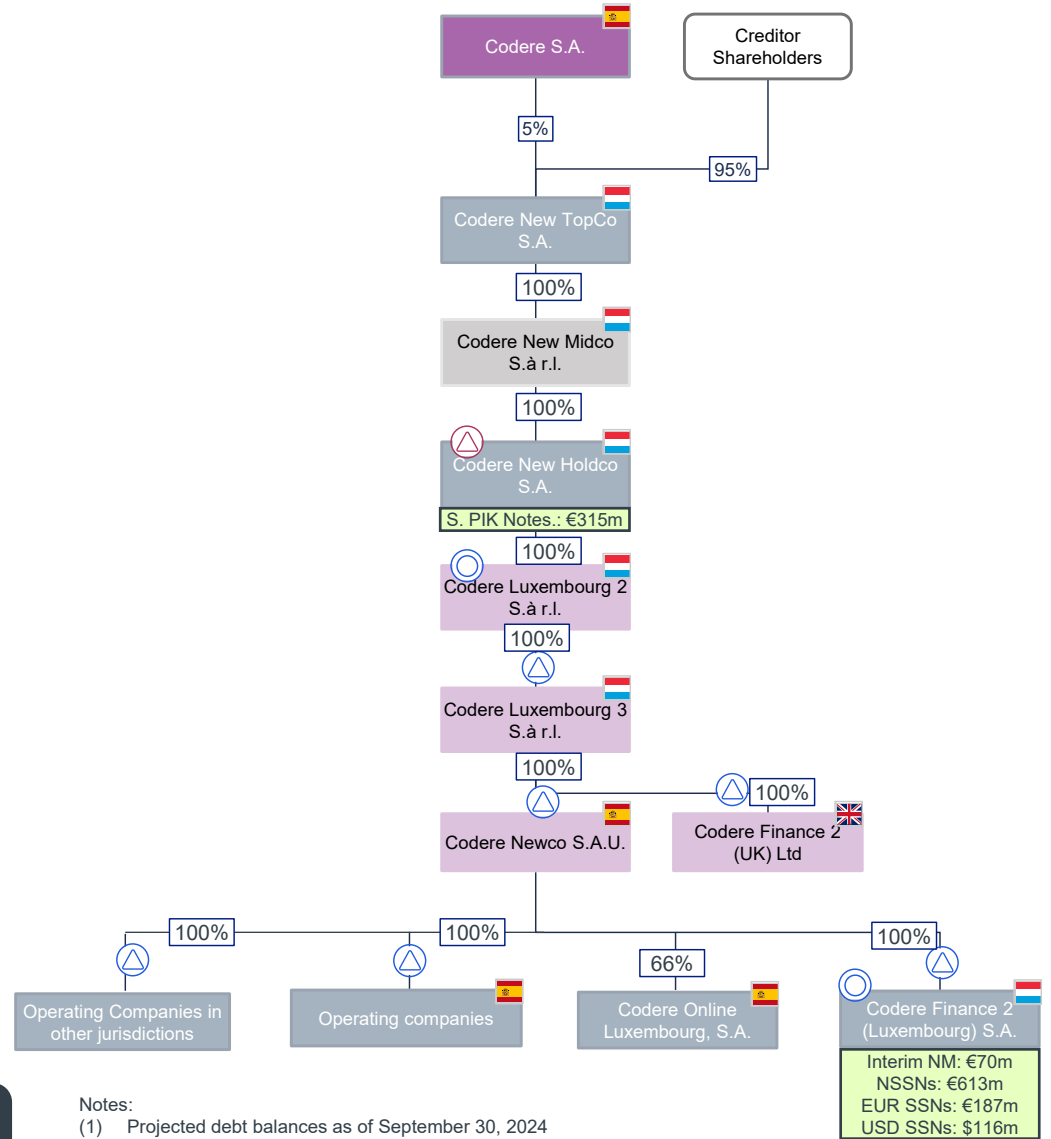 Codere S.A.
Creditor
Shareholders
5%
95%
Codere New TopCo
S.A.
100%
Codere New Midco
S.à r.l.
100%
Codere New Holdco
S.A.
S. PIK Notes.: €315m
100%
Codere Luxembourg 2
S.à r.l.
100%
Codere Luxembourg 3
S.à r.l.
100%
100%
Codere Newco S.A.U.
Codere Finance 2
(UK) Ltd
100%
100%
100%
66%
Operating Companies in
other jurisdictions
Operating companies
Codere Online
Luxembourg, S.A.
Codere Finance 2
(Luxembourg) S.A.
Interim NM: €70m
NSSNs: €613m
EUR SSNs: €187m
USD SSNs: $116m
Notes:
(1) Projected debt balances as of September 30, 2024